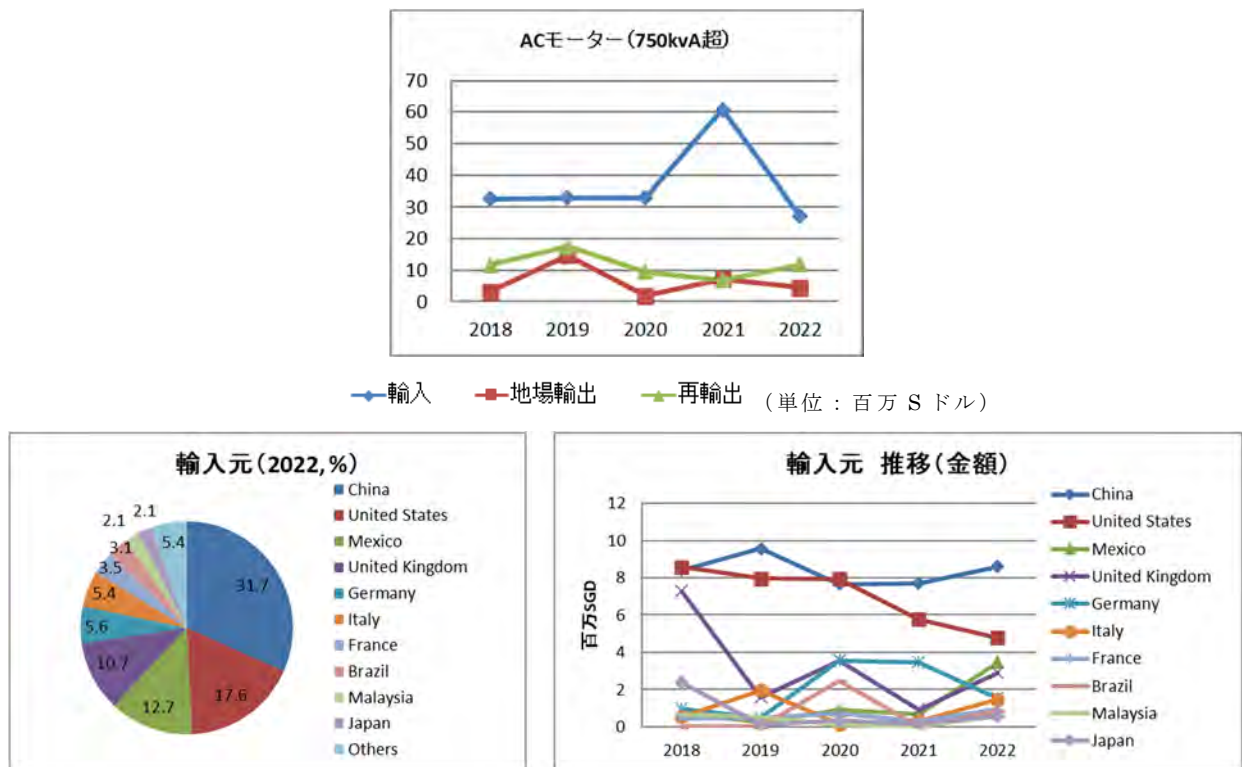 ACモーター(750kvA超)
70
60
50
40
30
20
10
0
2018 2019 2020 2021 2022
輸入 地場輸出 再輸出 (単位:百万Sドル)
輸入元(2022,%)
China
United States
Mexico
United Kingdom
Germany
Italy
France
Brazil
Malaysia
Japan
Others
31.7
17.6
12.7
10.7
5.6
5.4
3.5
3.1
2.1
2.1
5.4
輸入元 推移(金額)
百万SGD
12
10
8
6
4
2
0
2018 2019 2020 2021 2022
China
United States
Mexico
United Kingdom
Germany
Italy
France
Brazil
Malaysia
Japan